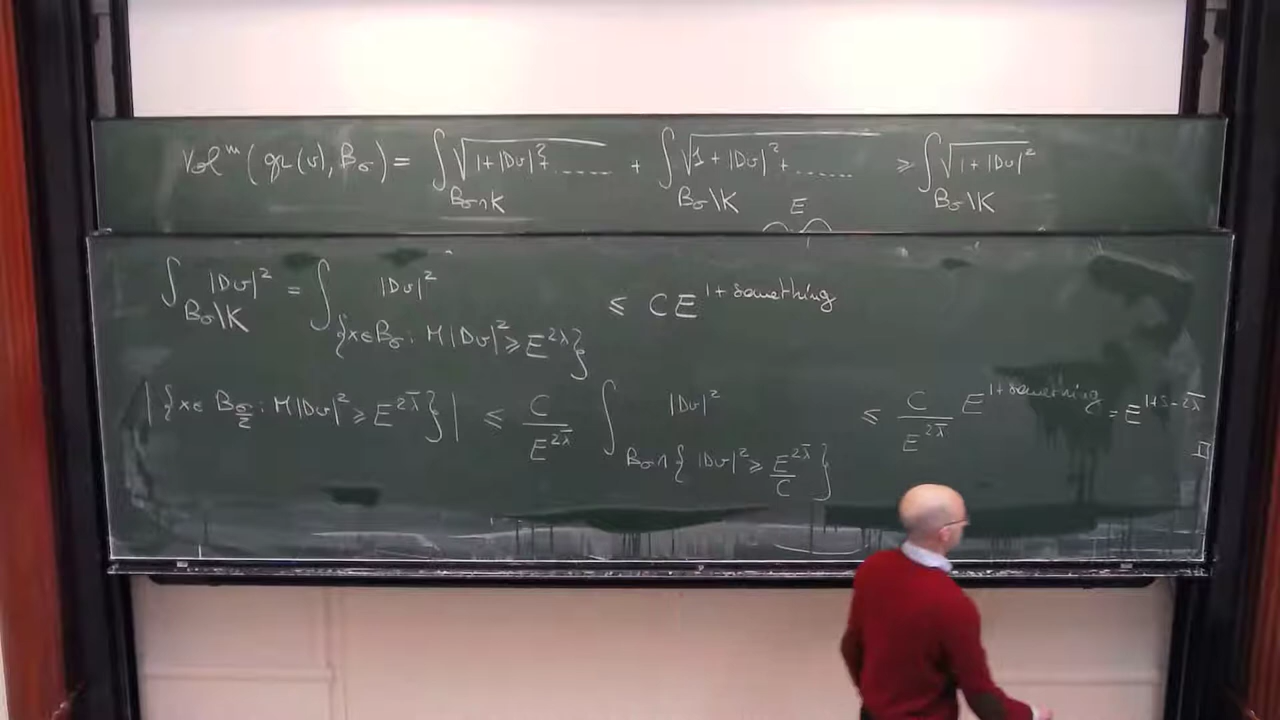 Vol^m (gr(v), B_σ) = ∫_{B_σ∩K} √(1+|Dv|²+......) + ∫_{B_σ\K} √(1+|Dv|²+......) ≥ ∫_{B_σ\K} √(1+|Dv|²)
E
∫_{B_σ\K} |Dv|² = ∫_{{x∈B_σ : M|Dv|² ≥ E^{2λ}}} |Dv|² ≤ C E^{1+something}
|{x∈ B_{σ/2} : M|Dv|² ≥ E^{2λ̄}}| ≤ C/E^{2λ̄} ∫_{B_σ∩{|Dv|² ≥ E^{2λ̄}/C}} |Dv|² ≤ C/E^{2λ̄} E^{1+something} = E^{1+s-2λ̄}